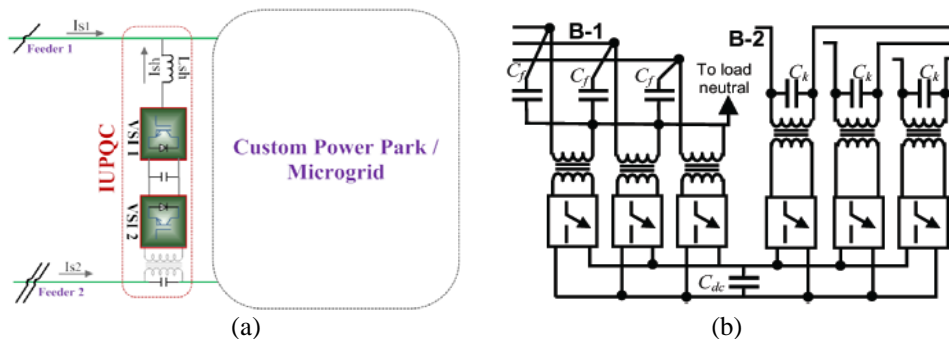 Is1
Feeder 1
Ish
Lsh
VSI 1
IUPQC
VSI 2
Is2
Feeder 2
Custom Power Park /
Microgrid
(a)
B-1
B-2
Cf
Cf
Cf
To load
neutral
Ck
Ck
Ck
Cdc
(b)